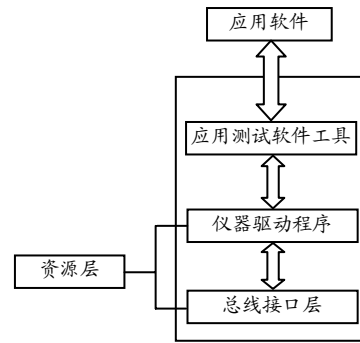 应用软件
应用测试软件工具
仪器驱动程序
资源层
总线接口层